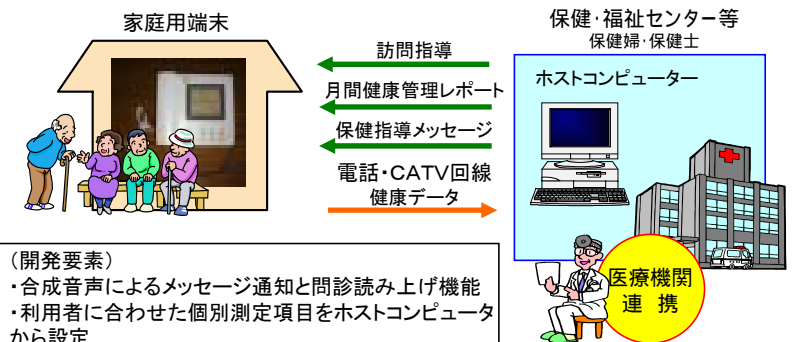 家庭用端末
保健・福祉センター等
保健婦・保健士
訪問指導
月間健康管理レポート
保健指導メッセージ
電話・CATV回線
健康データ
ホストコンピューター
医療機関
連 携
(開発要素)
・合成音声によるメッセージ通知と問診読み上げ機能
・利用者に合わせた個別測定項目をホストコンピュータ
から設定